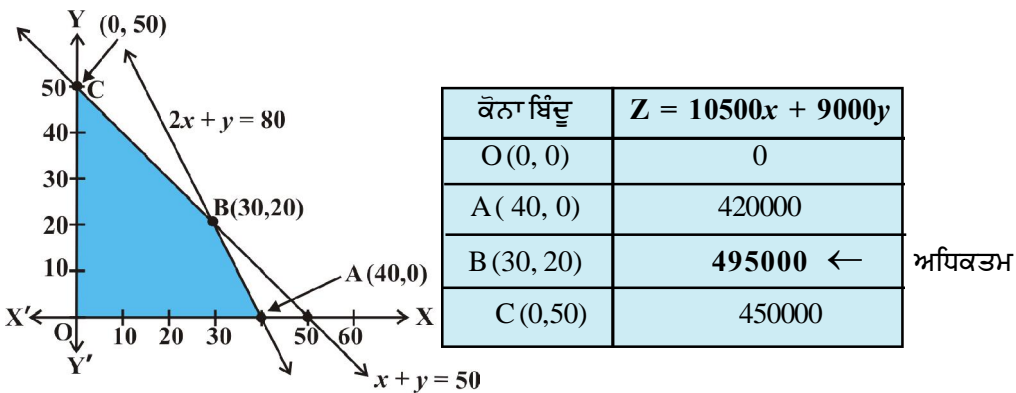 Y (0, 50)
50 C
40
2x + y = 80
30
B(30,20)
20
10
A (40,0)
X′ O 10 20 30 50 60 X
Y′
x + y = 50
ਕੋਨਾ ਬਿੰਦੂ Z = 10500x + 9000y
O (0, 0) 0
A ( 40, 0) 420000
B (30, 20) 495000 ← ਅਧਿਕਤਮ
C (0,50) 450000